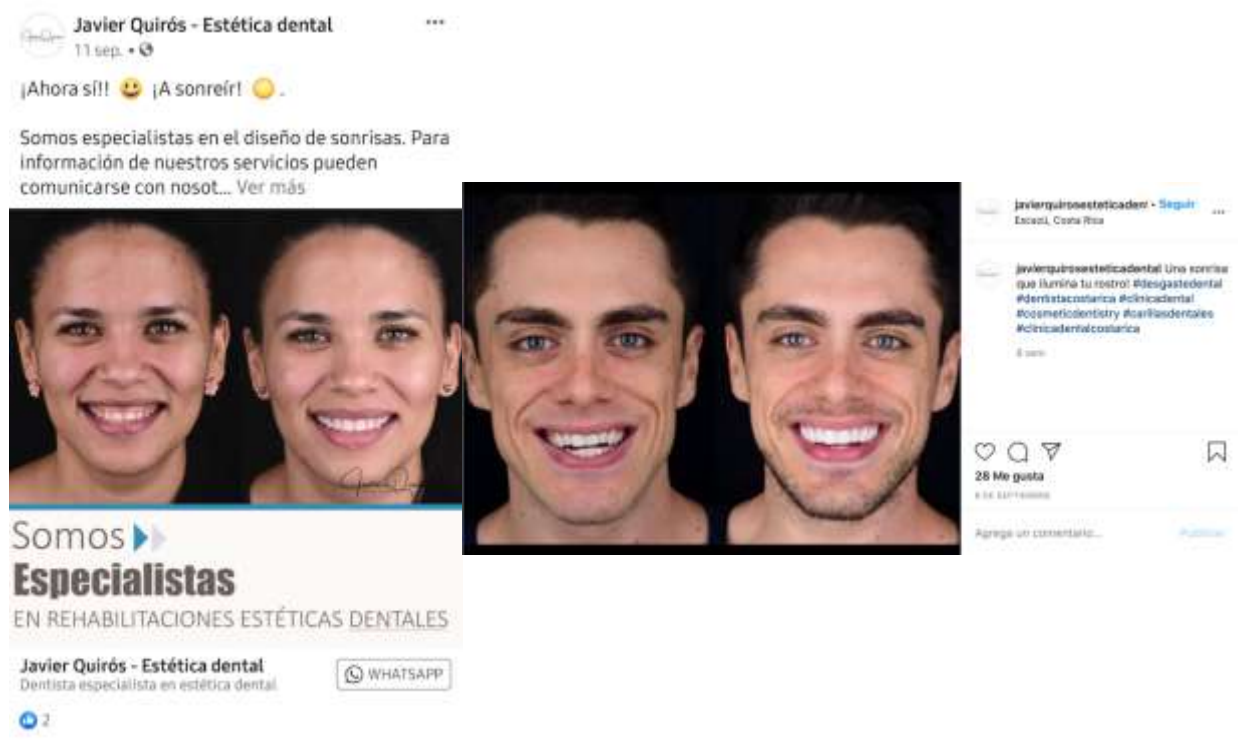 Javier Quirós - Estética dental
11 sep.
¡Ahora sí!! 😃 ¡A sonreír! 🌕 .
Somos especialistas en el diseño de sonrisas. Para
información de nuestros servicios pueden
comunicarse con nosot... Ver más
Somos
Especialistas
EN REHABILITACIONES ESTÉTICAS DENTALES
Javier Quirós - Estética dental
Dentista especialista en estética dental
WHATSAPP
2
javierquirosesteticadent • Seguir
Escazú, Costa Rica
javierquirosesteticadental Una sonrisa
que ilumina tu rostro! #desgastedental
#dentistacostarica #clinicadental
#cosmeticdentistry #carillasdentales
#clinicadentalcostarica
28 Me gusta
DE SEPTIEMBRE
Agrega un comentario...
Publicar